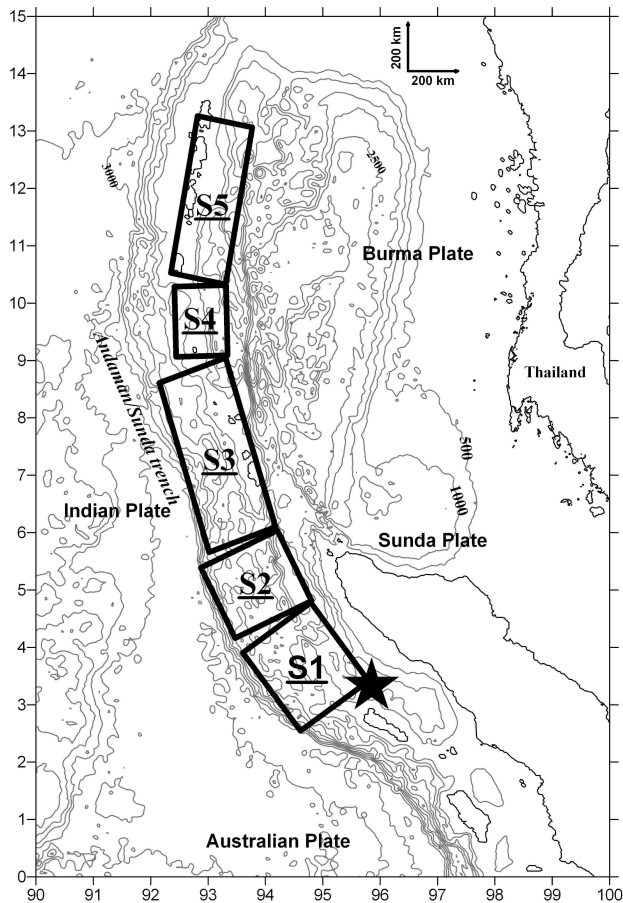 15
14
13
12
11
10
9
8
7
6
5
4
3
2
1
0
200 km
200 km
3000
2500
S5
Burma Plate
S4
Andaman/Sunda trench
Thailand
S3
500
1000
Indian Plate
Sunda Plate
S2
S1
Australian Plate
90 91 92 93 94 95 96 97 98 99 100